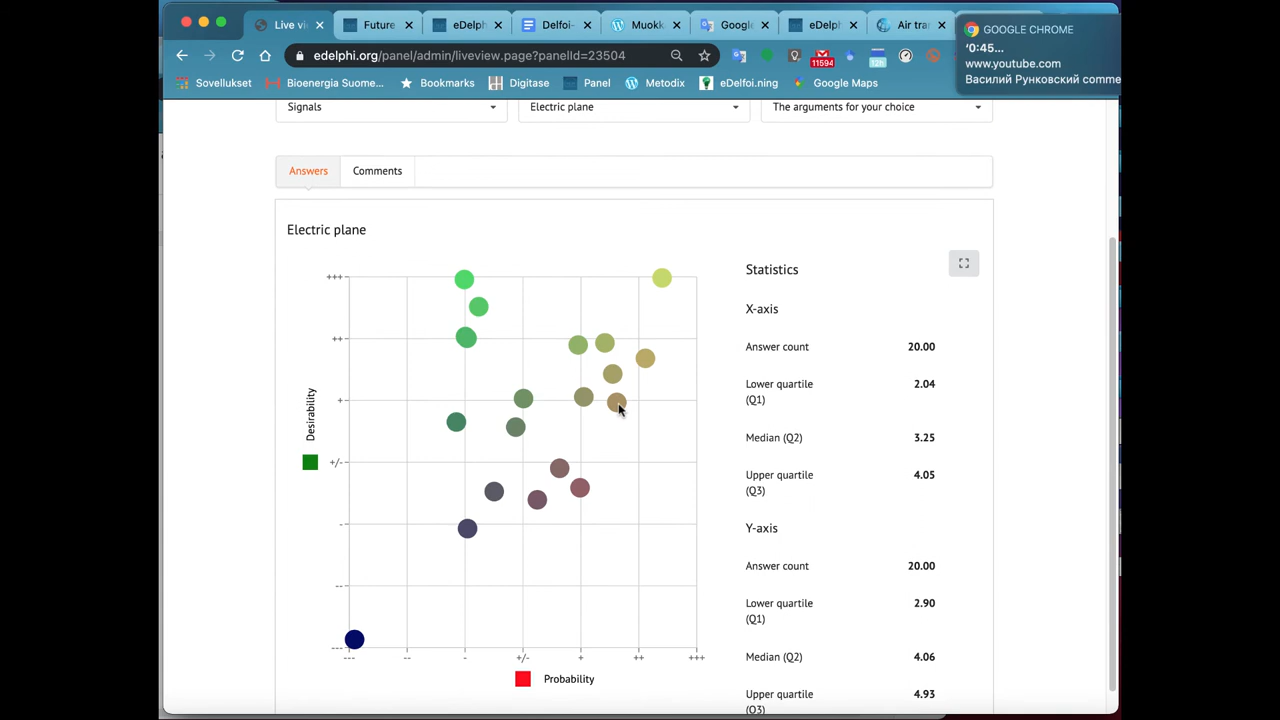 Live vi
Future
eDelph
Delfoi-
Muokk
Google
eDelph
Air tra
GOOGLE CHROME
'0:45...
www.youtube.com
Василий Рунковский comme
edelphi.org/panel/admin/liveview.page?panelId=23504
11594
12h
Sovellukset
Bioenergia Suome...
Bookmarks
Digitase
Panel
Metodix
eDelfoi.ning
Google Maps
Signals
Electric plane
The arguments for your choice
Answers
Comments
Electric plane
Statistics
X-axis
Answer count 20.00
Lower quartile (Q1) 2.04
Median (Q2) 3.25
Upper quartile (Q3) 4.05
Y-axis
Answer count 20.00
Lower quartile (Q1) 2.90
Median (Q2) 4.06
Upper quartile (Q3) 4.93
Desirability
+++
++
+
+/-
-
--
---
--- -- - +/- + ++ +++
Probability